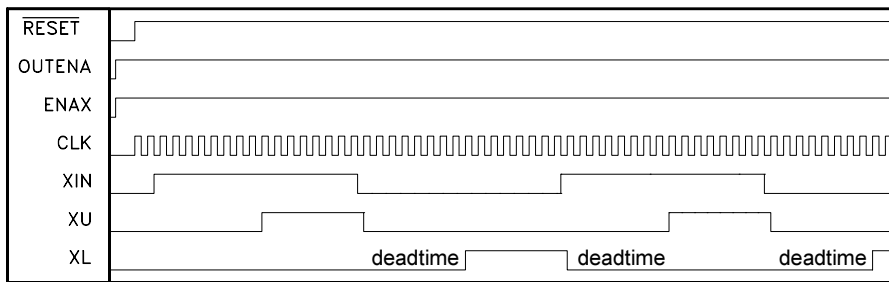 RESET
OUTENA
ENAX
CLK
XIN
XU
XL deadtime deadtime deadtime